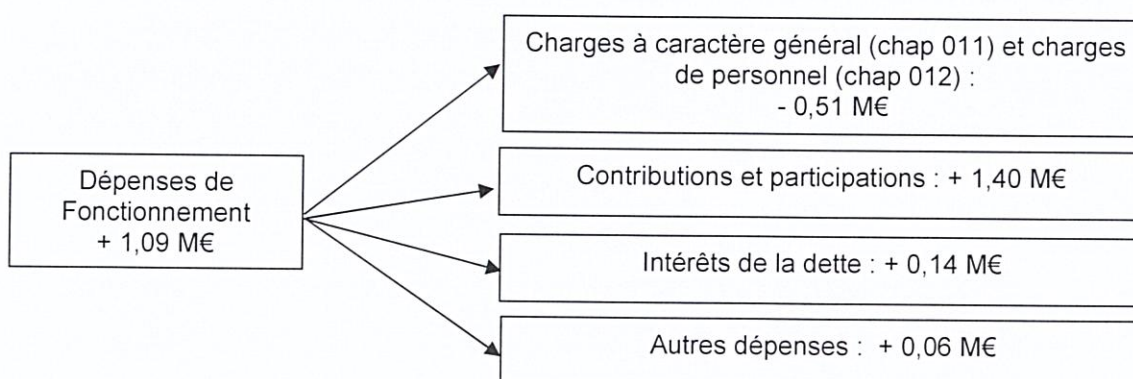 Charges à caractère général (chap 011) et charges
de personnel (chap 012) :
- 0,51 M€
Dépenses de
Fonctionnement
+ 1,09 M€
Contributions et participations : + 1,40 M€
Intérêts de la dette : + 0,14 M€
Autres dépenses : + 0,06 M€